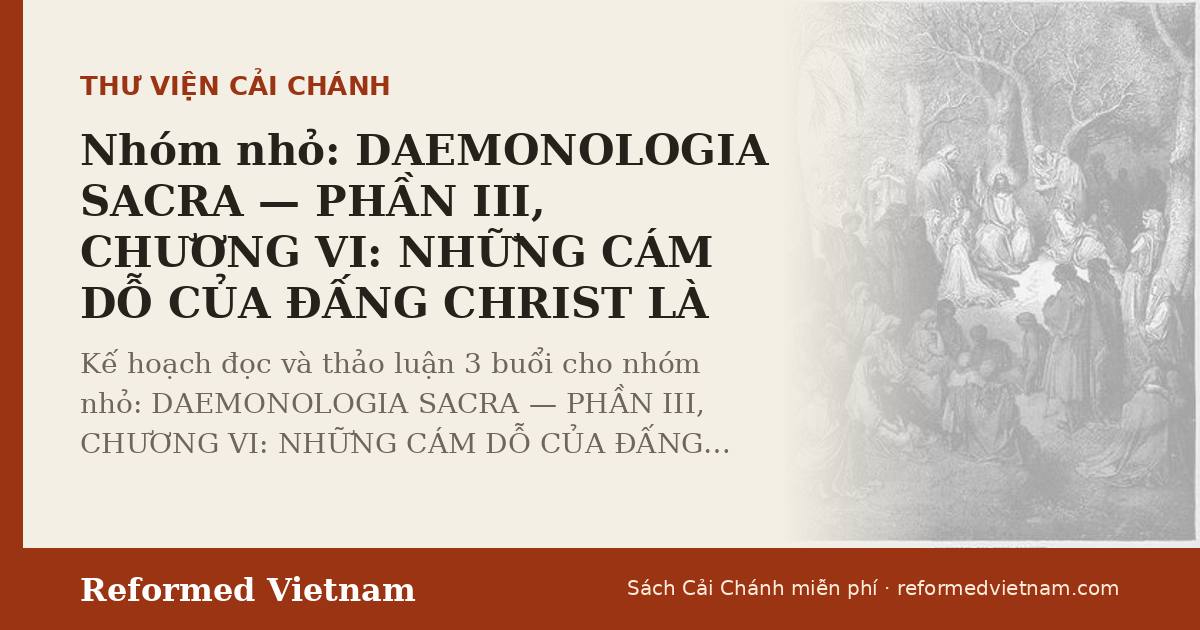 THƯ VIỆN CẢI CHÁNH
Nhóm nhỏ: DAEMONOLOGIA
SACRA — PHẦN III,
CHƯƠNG VI: NHỮNG CÁM
DỖ CỦA ĐẤNG CHRIST LÀ
Kế hoạch đọc và thảo luận 3 buổi cho nhóm
nhỏ: DAEMONOLOGIA SACRA — PHẦN III,
CHƯƠNG VI: NHỮNG CÁM DỖ CỦA ĐẤNG...
Reformed Vietnam
Sách Cải Chánh miễn phí · reformedvietnam.com